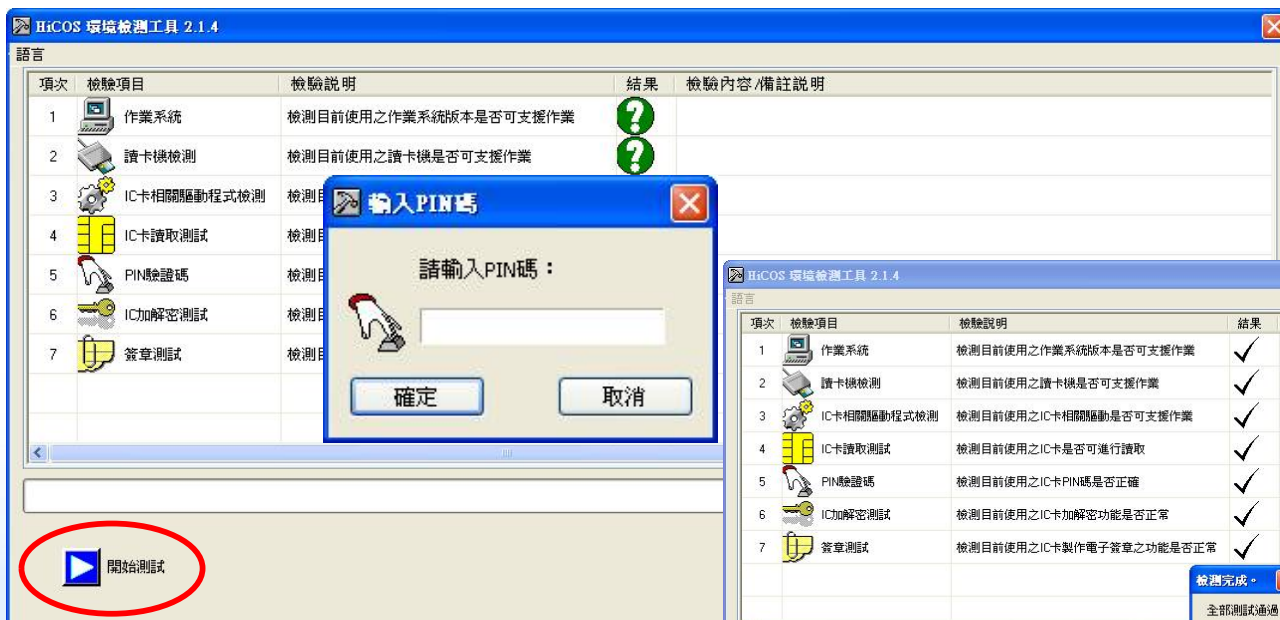 HiCOS 環境檢測工具 2.1.4
語言
項次 檢驗項目 檢驗説明 結果 檢驗內容/備註説明
1 作業系統 檢測目前使用之作業系統版本是否可支援作業
2 讀卡機檢測 檢測目前使用之讀卡機是否可支援作業
3 IC卡相關驅動程式檢測 檢測目
4 IC卡讀取測試 檢測目
5 PIN驗證碼 檢測目
6 IC加解密測試 檢測目
7 簽章測試 檢測目
開始測試
輸入PIN碼
請輸入PIN碼：
確定 取消
HiCOS 環境檢測工具 2.1.4
語言
項次 檢驗項目 檢驗説明 結果
1 作業系統 檢測目前使用之作業系統版本是否可支援作業
2 讀卡機檢測 檢測目前使用之讀卡機是否可支援作業
3 IC卡相關驅動程式檢測 檢測目前使用之IC卡相關驅動是否可支援作業
4 IC卡讀取測試 檢測目前使用之IC卡是否可進行讀取
5 PIN驗證碼 檢測目前使用之IC卡PIN碼是否正確
6 IC加解密測試 檢測目前使用之IC卡加解密功能是否正常
7 簽章測試 檢測目前使用之IC卡製作電子簽章之功能是否正常
檢測完成。
全部測試通過